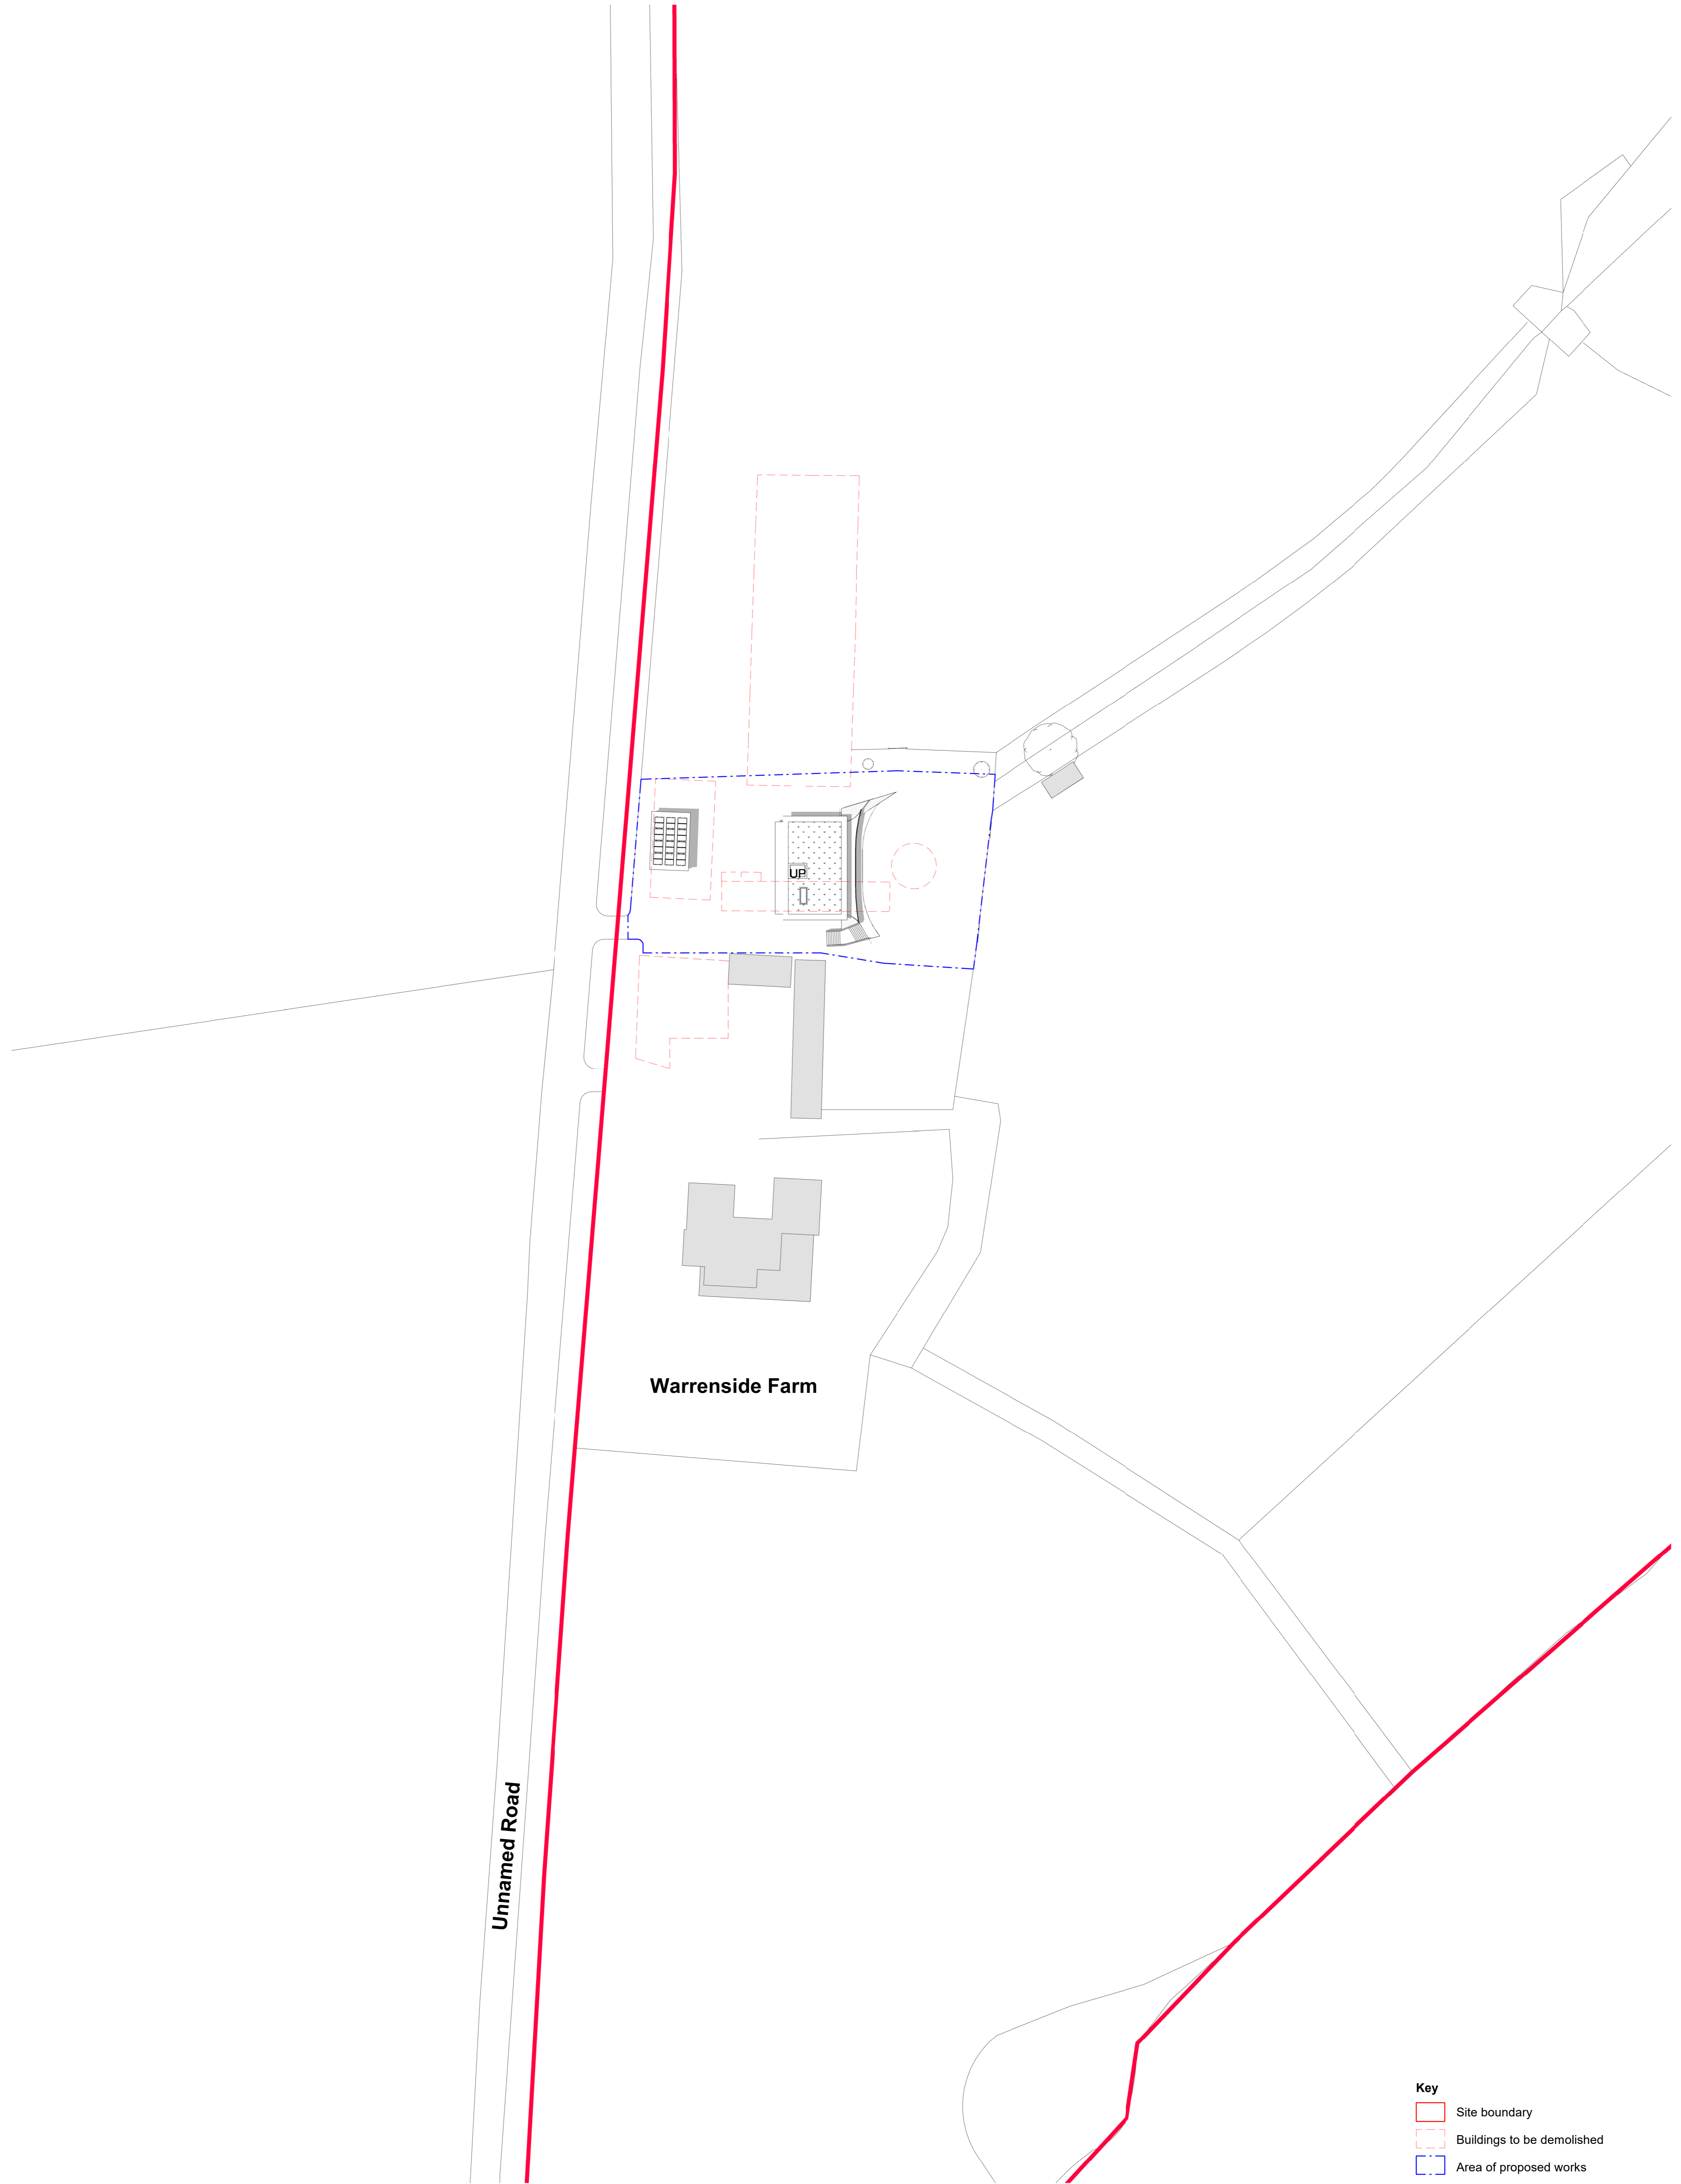 UP
Warrenside Farm
Unnamed Road
Key
Site boundary
Buildings to be demolished
Area of proposed works